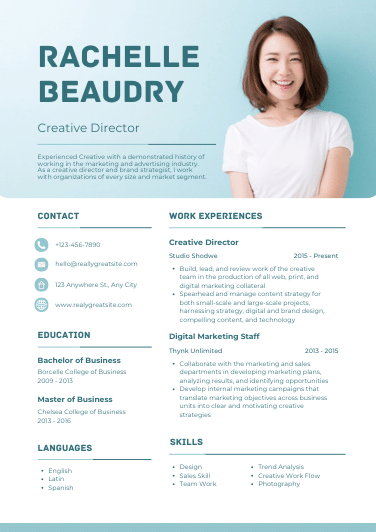 RACHELLE
BEAUDRY
Creative Director
Experienced Creative with a demonstrated history of
working in the marketing and advertising industry.
As a creative director and brand strategist, I work
with organizations of every size and market segment.
CONTACT
+123-456-7890
hello@reallygreatsite.com
123 Anywhere St., Any City
www.reallygreatsite.com
EDUCATION
Bachelor of Business
Borcelle College of Business
2009 - 2013
Master of Business
Chelsea College of Business
2013 - 2016
LANGUAGES
• English
• Latin
• Spanish
WORK EXPERIENCES
Creative Director
Studio Shodwe 2015 - Present
• Build, lead, and review work of the creative
team in the production of all web, print, and
digital marketing collateral
• Spearhead and manage content strategy for
both small-scale and large-scale projects,
harnessing strategy, digital and brand design,
compelling content, and technology
Digital Marketing Staff
Thynk Unlimited 2013 - 2015
• Collaborate with the marketing and sales
departments in developing marketing plans,
analyzing results, and identifying opportunities
• Develop internal marketing campaigns that
translate marketing objectives across business
units into clear and motivating creative
strategies
SKILLS
• Design
• Sales Skill
• Team Work
• Trend Analysis
• Creative Work Flow
• Photography